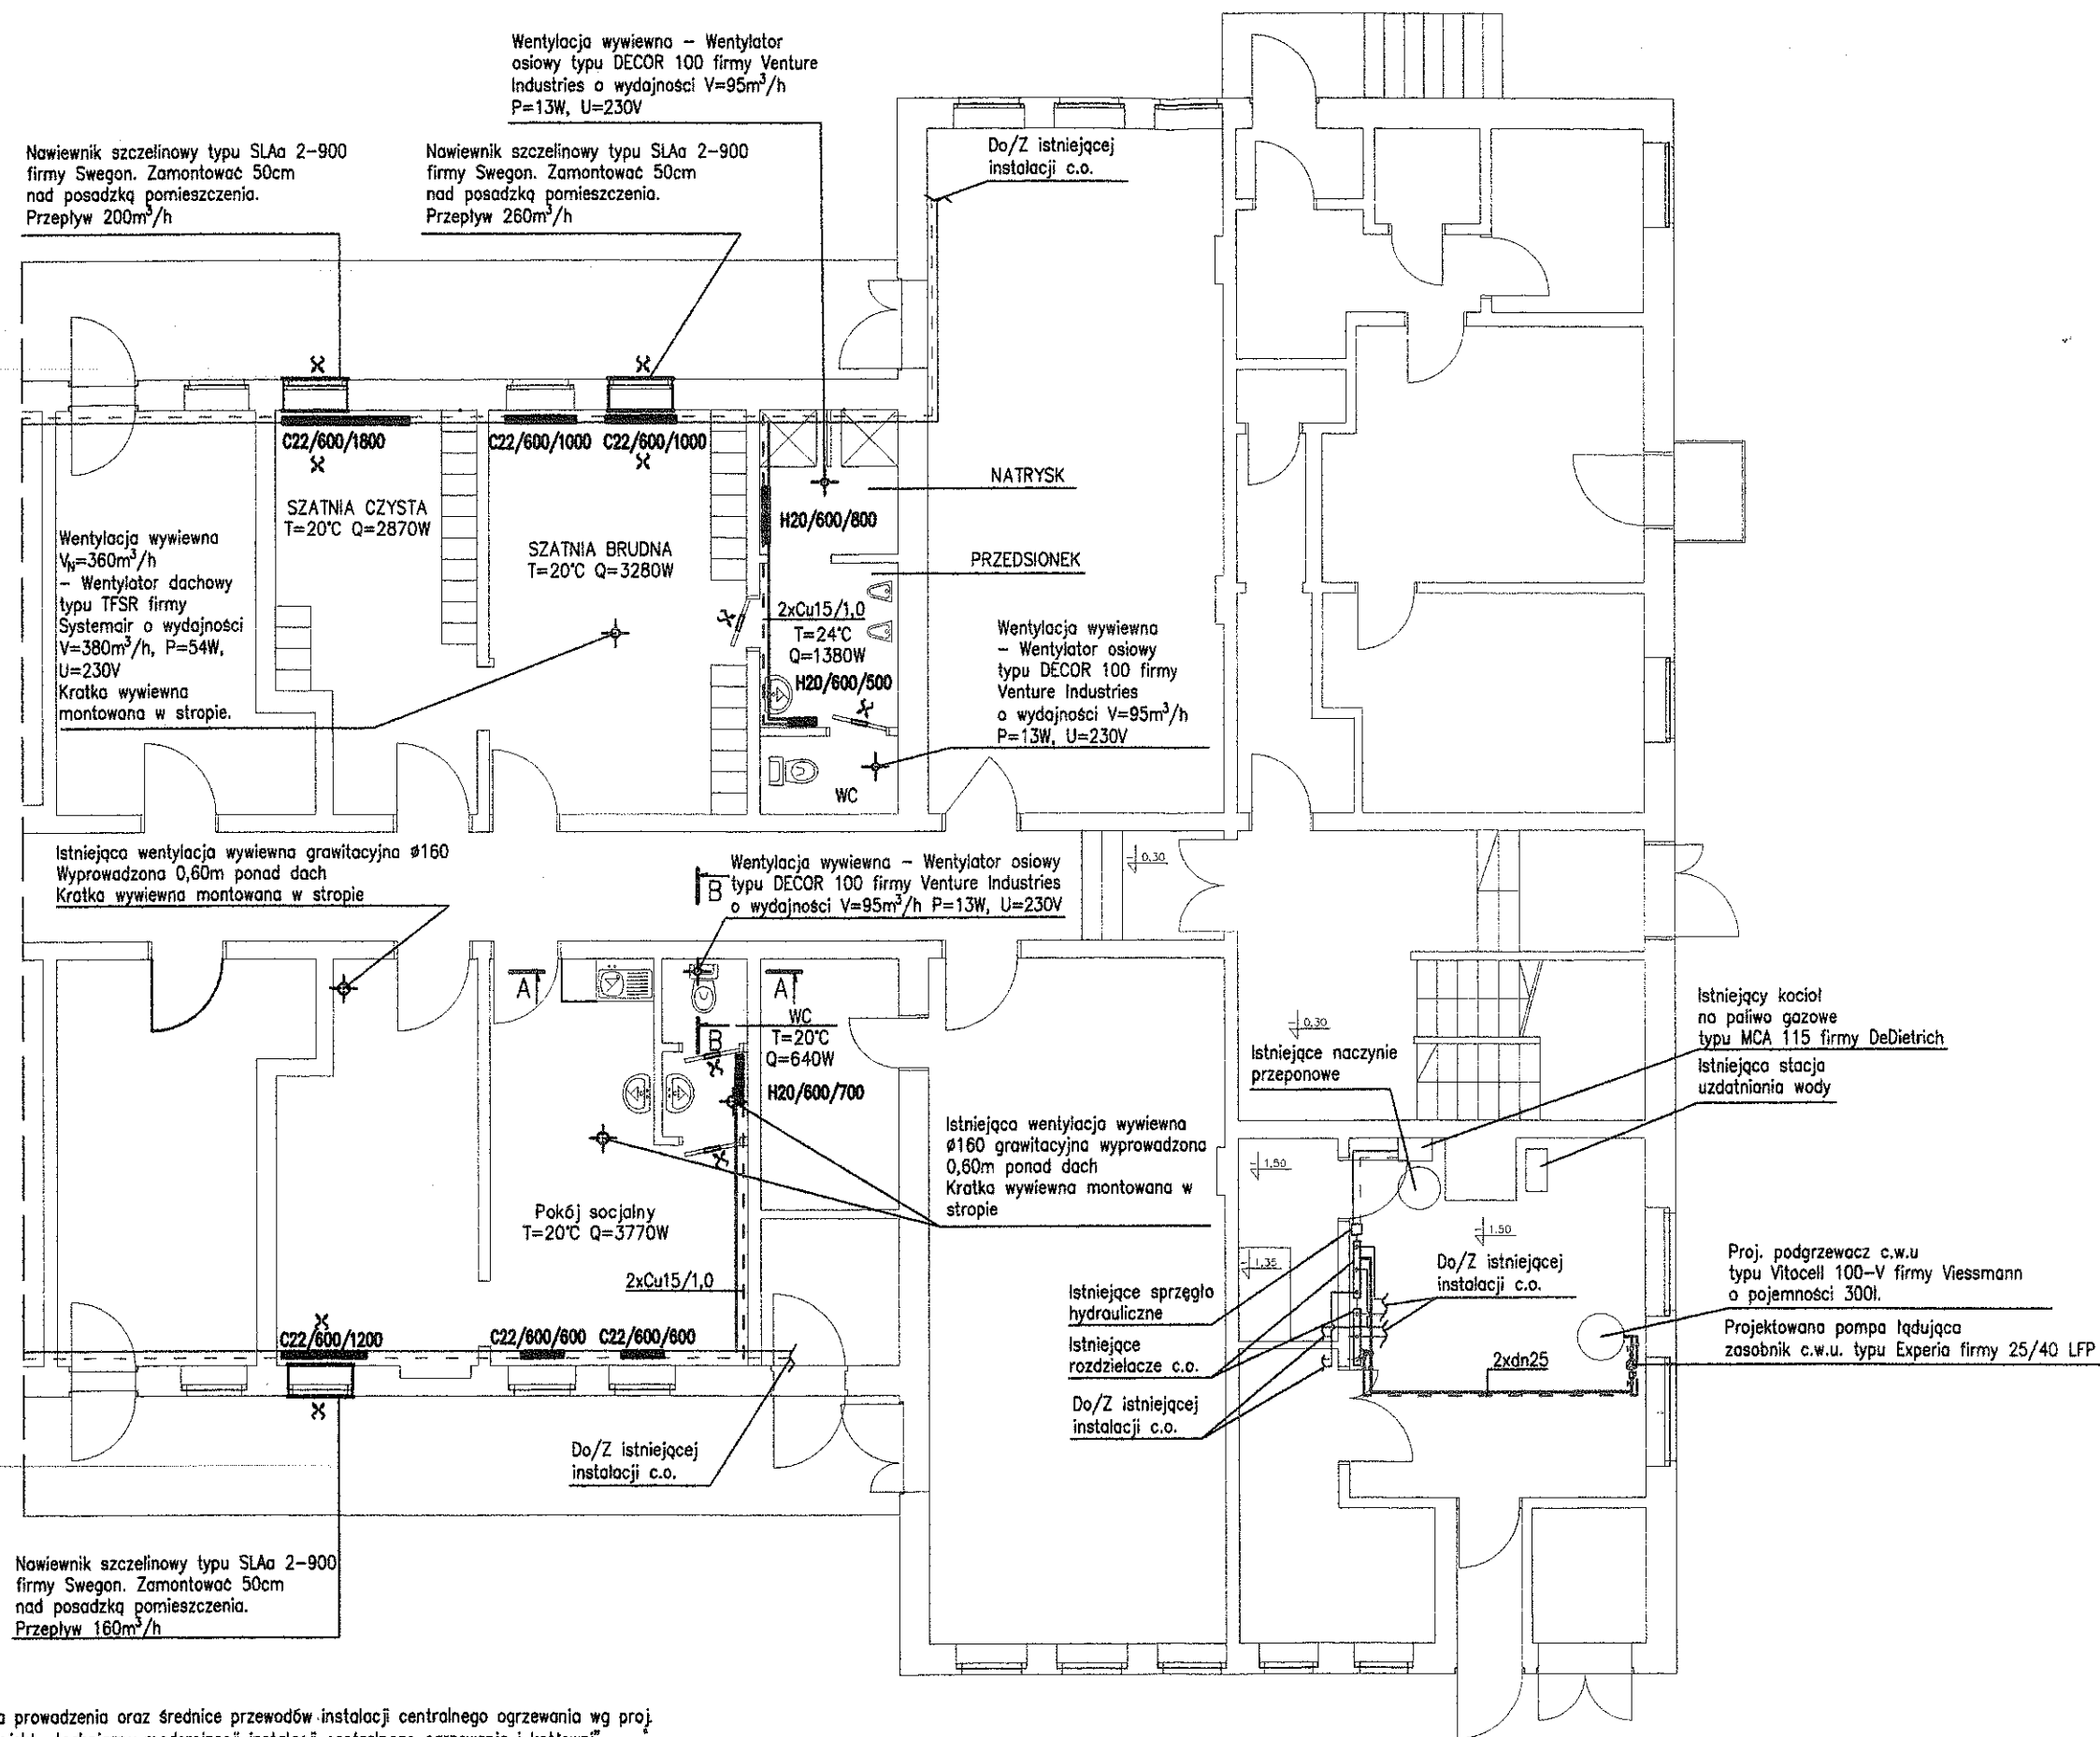 Wentylacja wywiewna – Wentylator
osiowy typu DECOR 100 firmy Venture
Industries o wydajności V=95m³/h
P=13W, U=230V
Nawiewnik szczelinowy typu SLAa 2-900
firmy Swegon. Zamontować 50cm
nad posadzką pomieszczenia.
Przepływ 200m³/h
Nawiewnik szczelinowy typu SLAa 2-900
firmy Swegon. Zamontować 50cm
nad posadzką pomieszczenia.
Przepływ 260m³/h
Do/Z istniejącej
instalacji c.o.
C22/600/1800
C22/600/1000
C22/600/1000
NATRYSK
SZATNIA CZYSTA
T=20°C Q=2870W
H20/600/800
SZATNIA BRUDNA
T=20°C Q=3280W
PRZEDSIONEK
Wentylacja wywiewna
V_N=360m³/h
– Wentylator dachowy
typu TFSR firmy
Systemair o wydajności
V=380m³/h, P=54W,
U=230V
Kratka wywiewna
montowana w stropie.
2xCu15/1,0
T=24°C
Q=1380W
H20/600/500
Wentylacja wywiewna
– Wentylator osiowy
typu DECOR 100 firmy
Venture Industries
o wydajności V=95m³/h
P=13W, U=230V
WC
Istniejąca wentylacja wywiewna grawitacyjna ø160
Wyprowadzona 0,60m ponad dach
Kratka wywiewna montowana w stropie
Wentylacja wywiewna – Wentylator osiowy
typu DECOR 100 firmy Venture Industries
o wydajności V=95m³/h P=13W, U=230V
B
-0,30
A
A
B
WC
T=20°C
Q=640W
H20/600/700
-0,30
Istniejące naczynie
przeponowe
Istniejący kocioł
na paliwo gazowe
typu MCA 115 firmy DeDietrich
Istniejąca stacja
uzdatniania wody
Istniejąca wentylacja wywiewna
ø160 grawitacyjna wyprowadzona
0,60m ponad dach
Kratka wywiewna montowana w
stropie
-1,50
-1.50
-1,35
Pokój socjalny
T=20°C Q=3770W
2xCu15/1,0
Do/Z istniejącej
instalacji c.o.
Istniejące sprzęgło
hydrauliczne
Istniejące
rozdzielacze c.o.
Do/Z istniejącej
instalacji c.o.
2xdn25
Proj. podgrzewacz c.w.u
typu Vitocell 100-V firmy Viessmann
o pojemności 300l.
Projektowana pompa łądująca
zasobnik c.w.u. typu Experia firmy 25/40 LFP
C22/600/1200
C22/600/600
C22/600/600
Do/Z istniejącej
instalacji c.o.
Nawiewnik szczelinowy typu SLAa 2-900
firmy Swegon. Zamontować 50cm
nad posadzką pomieszczenia.
Przepływ 160m³/h
prowadzenia oraz średnice przewodów instalacji centralnego ogrzewania wg proj.